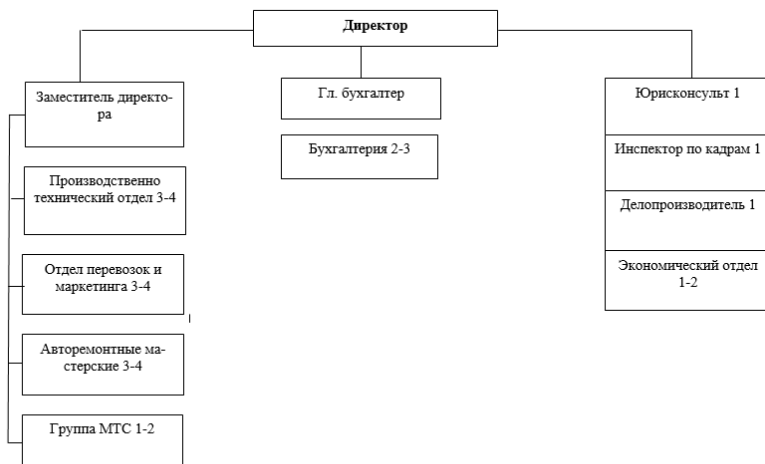 Директор
Заместитель директо-
ра
Гл. бухгалтер
Юрисконсульт 1
Бухгалтерия 2-3
Инспектор по кадрам 1
Производственно
технический отдел 3-4
Делопроизводитель 1
Отдел перевозок и
маркетинга 3-4
Экономический отдел
1-2
Авторемонтные ма-
стерские 3-4
Группа МТС 1-2